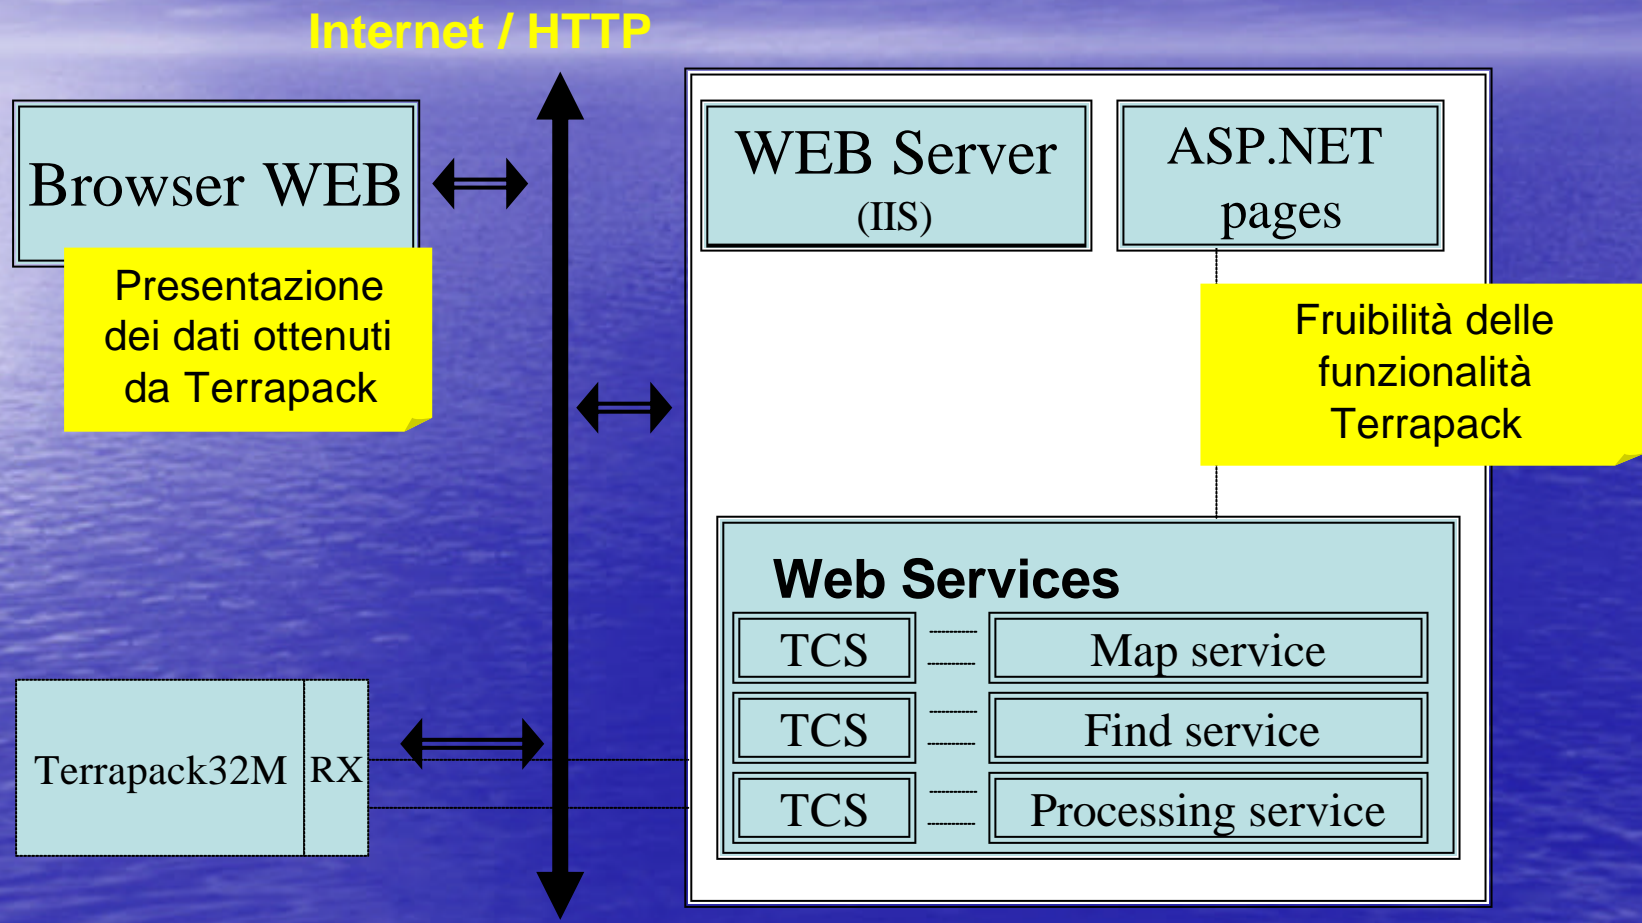 Internet / HTTP
Browser WEB
Presentazione
dei dati ottenuti
da Terrapack
WEB Server
(IIS)
ASP.NET
pages
Fruibilità delle
funzionalità
Terrapack
Web Services
TCS
Map service
TCS
Find service
TCS
Processing service
Terrapack32M
RX